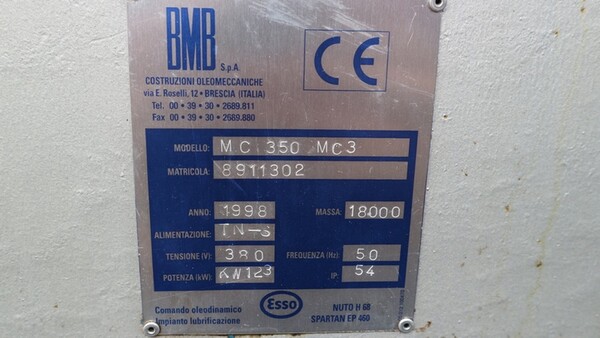 BMB S.p.A.
CE
COSTRUZIONI OLEOMECCANICHE
via E. Roselli, 12 • BRESCIA (ITALIA)
Tel. 00 • 39 • 30 • 2689.811
Fax 00 • 39 • 30 • 2689.880
MODELLO: MC 350 MC3
MATRICOLA: 8911302
ANNO: 1998 MASSA: 18000
ALIMENTAZIONE: TN-S
TENSIONE (V): 380 FREQUENZA (Hz): 50
POTENZA (kW): KW123 IP: 54
Comando oleodinamico Esso NUTO H 68
Impianto lubrificazione SPARTAN EP 460